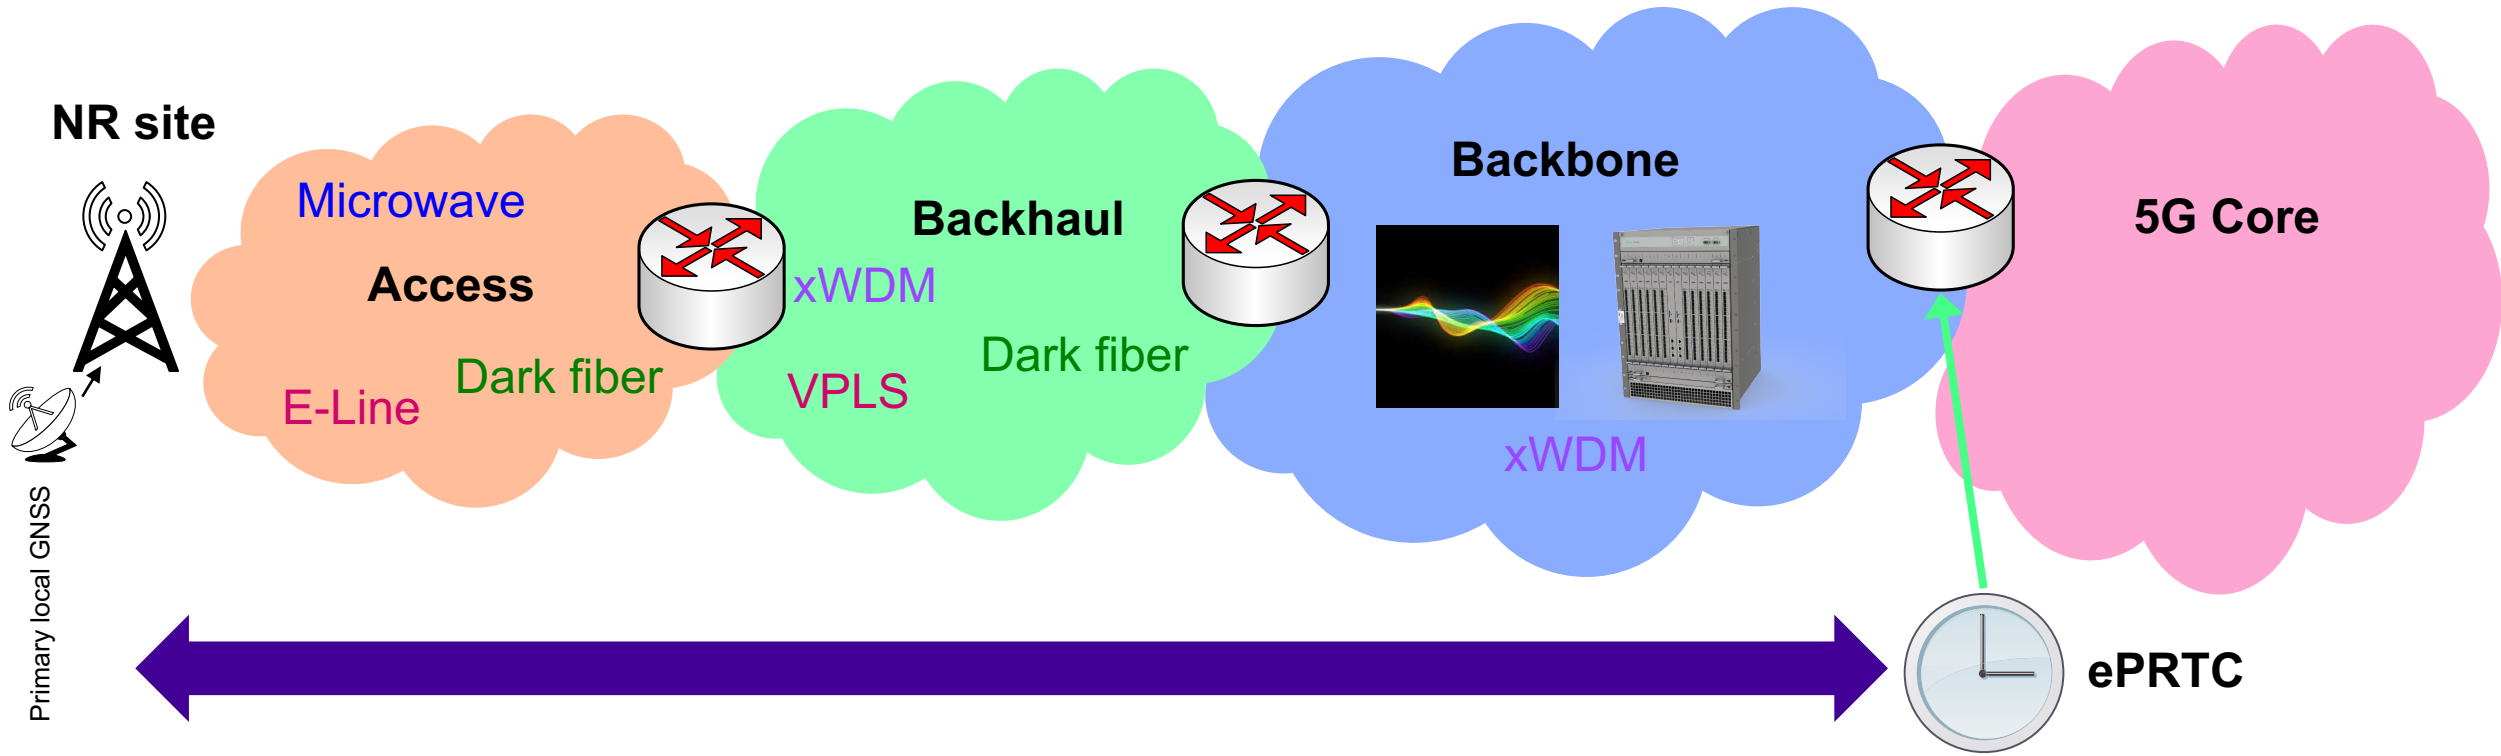 NR site
Microwave
Access
Dark fiber
E-Line
Primary local GNSS
Backhaul
xWDM
Dark fiber
VPLS
Backbone
xWDM
5G Core
ePRTC